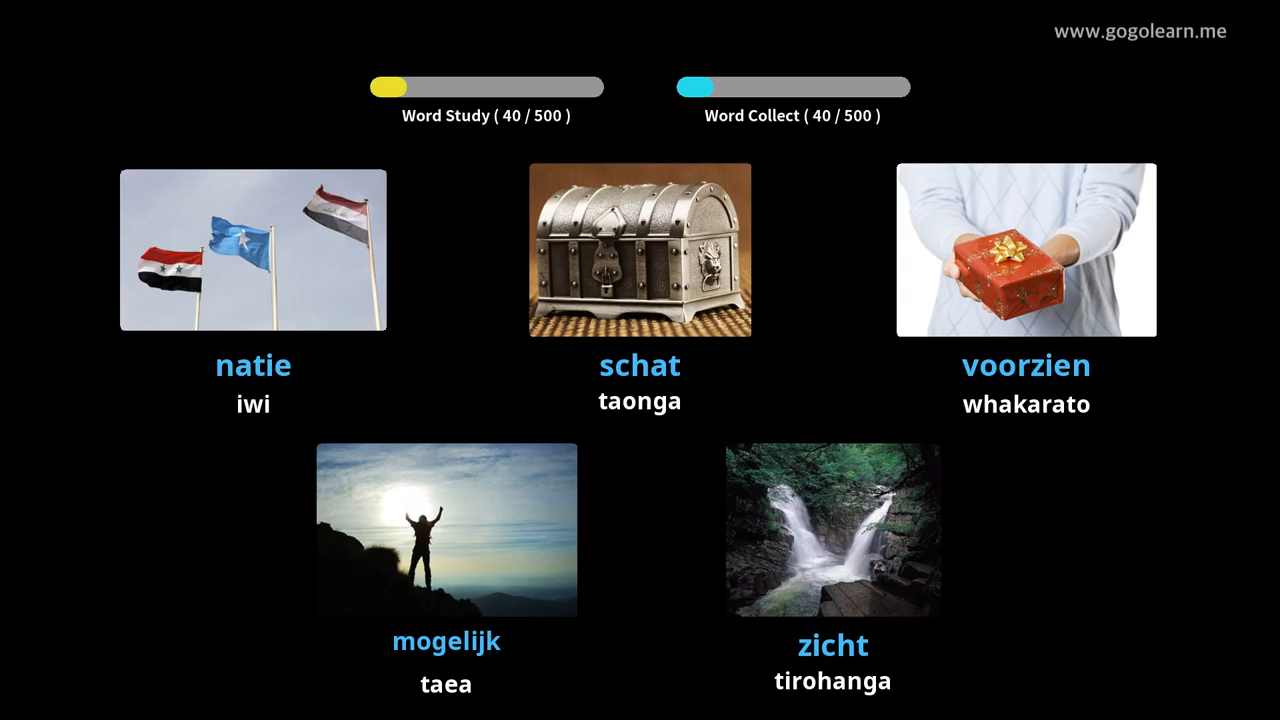 www.gogolearn.me
Word Study ( 40 / 500 )
Word Collect ( 40 / 500 )
natie
iwi
schat
taonga
voorzien
whakarato
mogelijk
taea
zicht
tirohanga